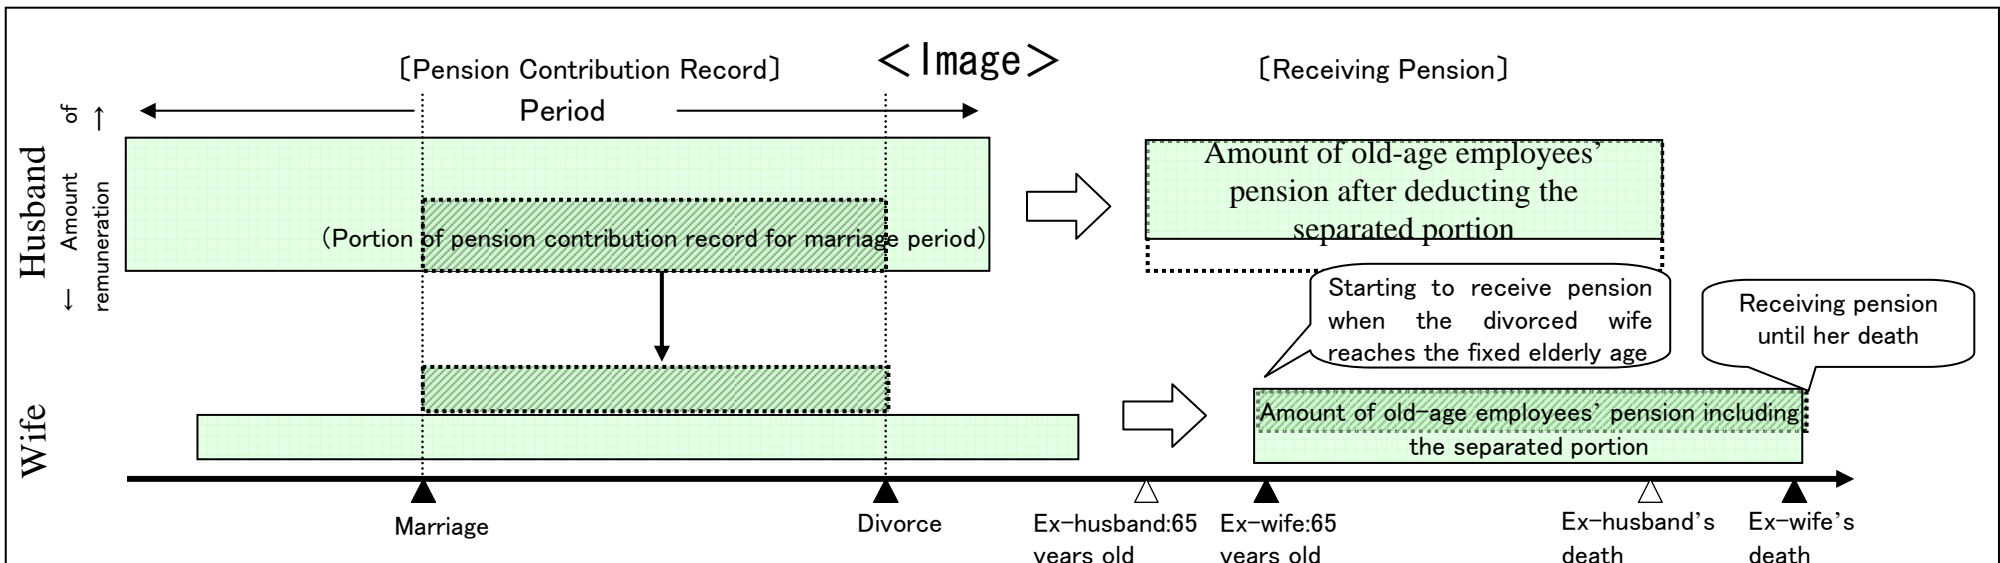 <Image>
〔Pension Contribution Record〕
〔Receiving Pension〕
Period
Husband
← Amount of →
remuneration
(Portion of pension contribution record for marriage period)
Amount of old-age employees’
pension after deducting the
separated portion
Starting to receive pension
when the divorced wife
reaches the fixed elderly age
Receiving pension
until her death
Wife
Amount of old-age employees’ pension including
the separated portion
Marriage
Divorce
Ex-husband:65
years old
Ex-wife:65
years old
Ex-husband’s
death
Ex-wife’s
death